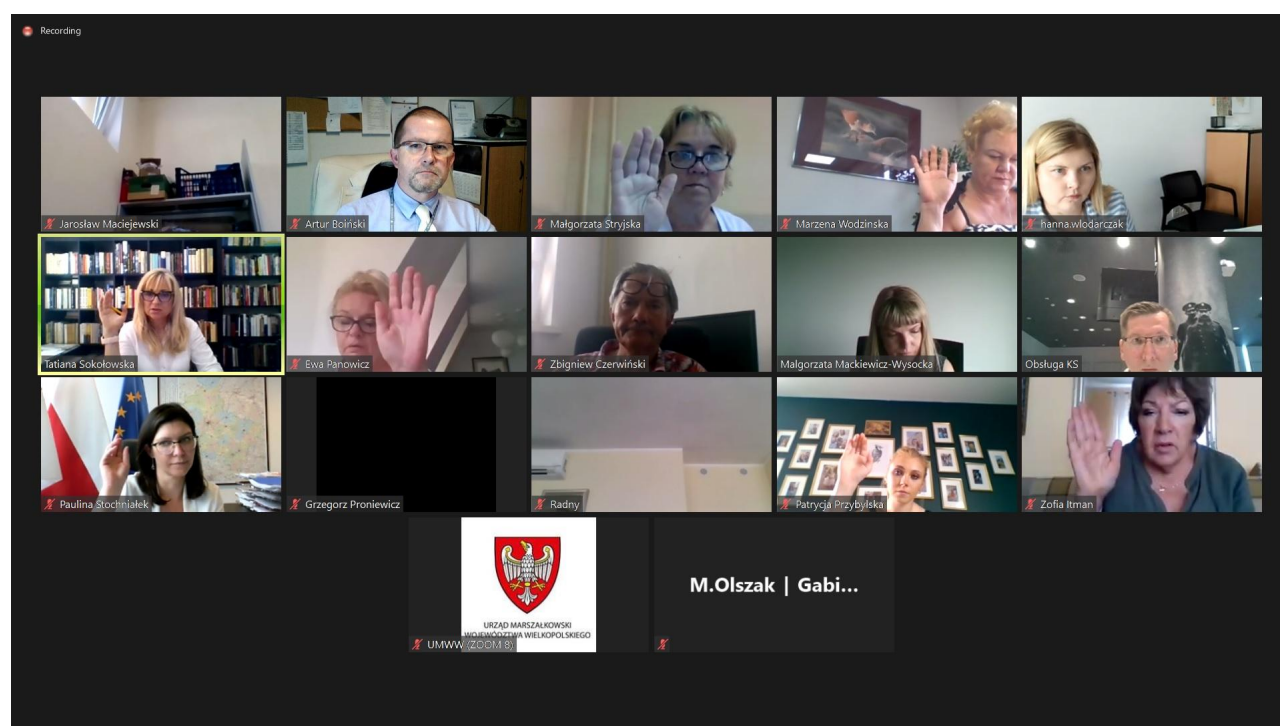 Recording
Jarosław Maciejewski
Artur Boiński
Małgorzata Stryjska
Marzena Wodzinska
hanna.wlodarczak
Tatiana Sokołowska
Ewa Panowicz
Zbigniew Czerwiński
Malgorzata Mackiewicz-Wysocka
Obsługa KS
Paulina Stochniałek
Grzegorz Proniewicz
Radny
Patrycja Przybylska
Zofia Itman
URZĄD MARSZAŁKOWSKI
WOJEWÓDZTWA WIELKOPOLSKIEGO
UMWW (ZOOM 8)
M.Olszak | Gabi...